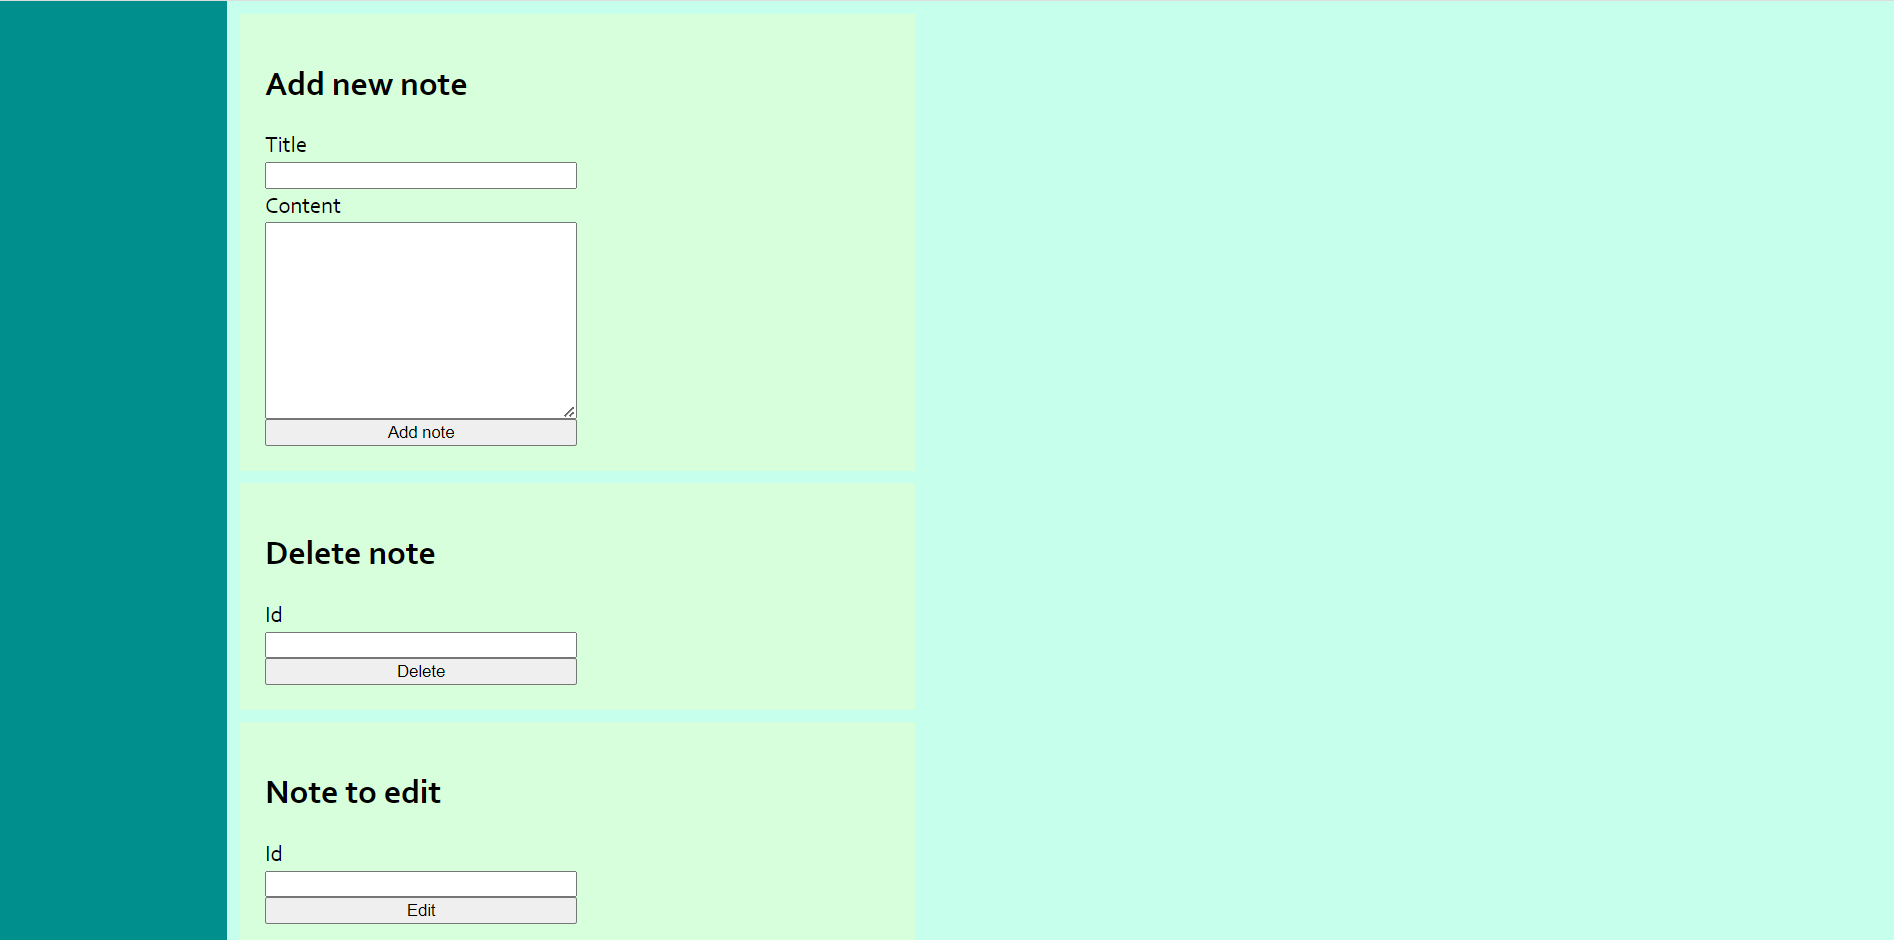 Add new note
Title
Content
Add note
Delete note
Id
Delete
Note to edit
Id
Edit